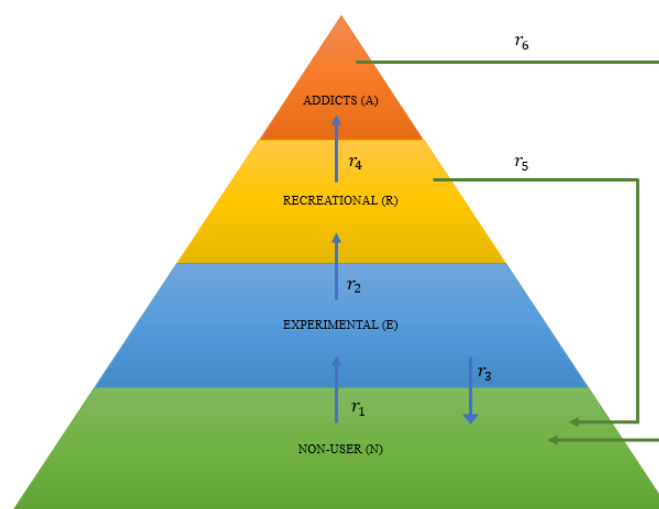 r6
ADDICTS (A)
r4
r5
RECREATIONAL (R)
r2
EXPERIMENTAL (E)
r3
r1
NON-USER (N)